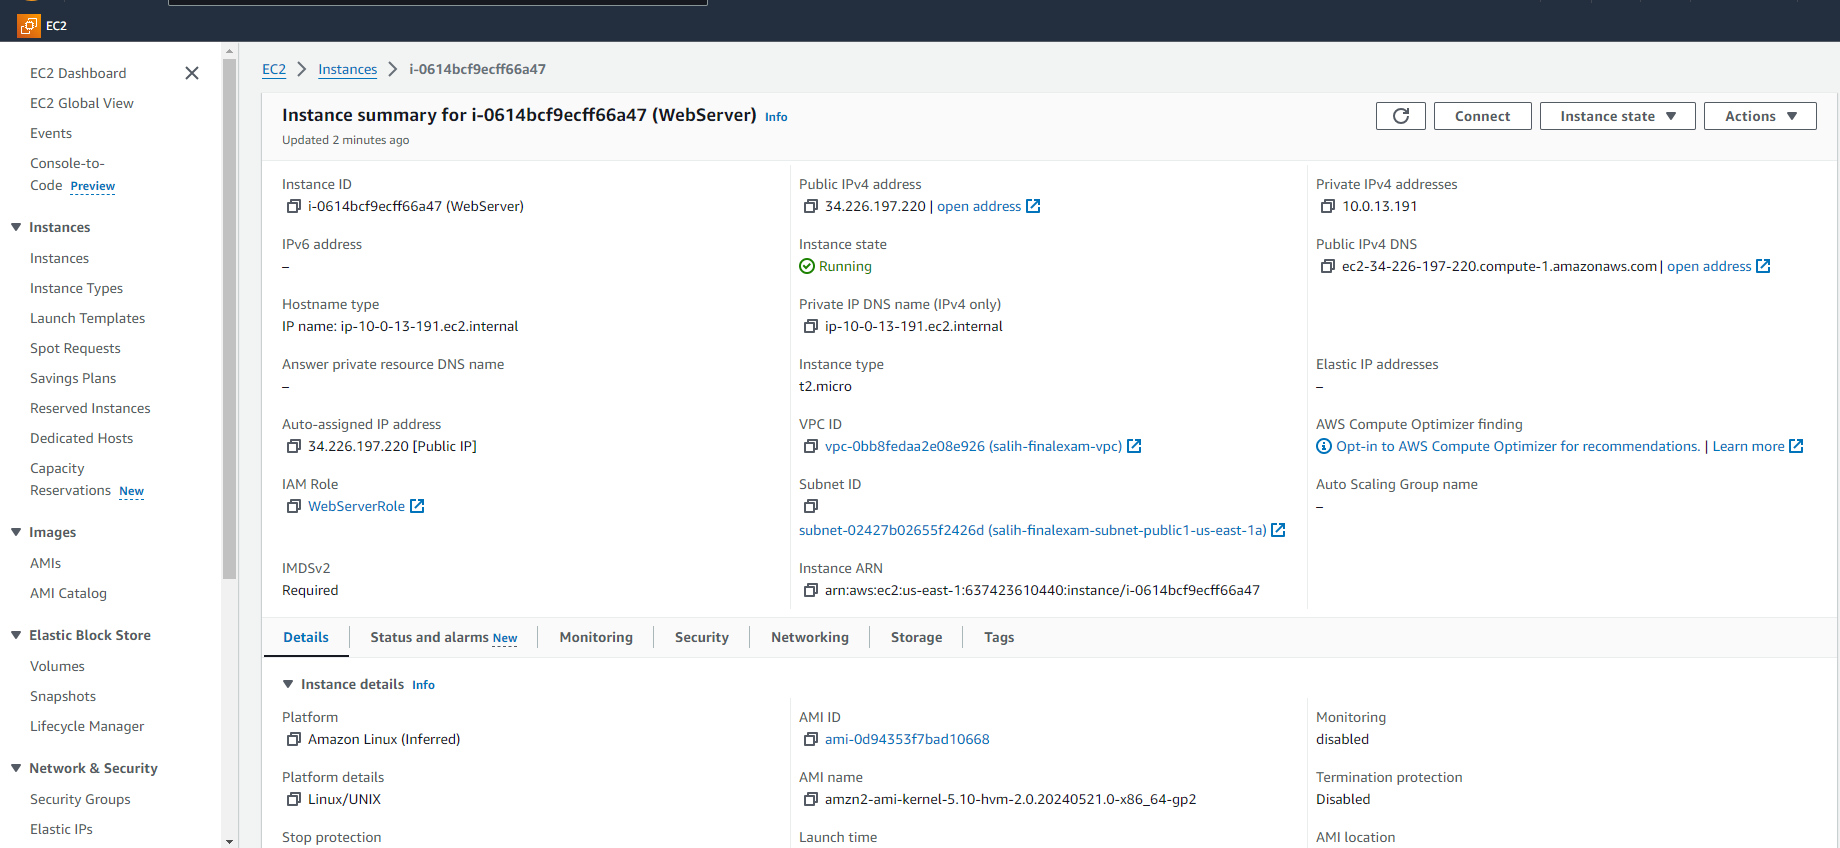 EC2
EC2 Dashboard
EC2 Global View
Events
Console-to-
Code Preview
Instances
Instances
Instance Types
Launch Templates
Spot Requests
Savings Plans
Reserved Instances
Dedicated Hosts
Capacity
Reservations New
Images
AMIs
AMI Catalog
Elastic Block Store
Volumes
Snapshots
Lifecycle Manager
Network & Security
Security Groups
Elastic IPs
EC2 > Instances > i-0614bcf9ecff66a47
Instance summary for i-0614bcf9ecff66a47 (WebServer) Info
Updated 2 minutes ago
Connect
Instance state
Actions
Instance ID
i-0614bcf9ecff66a47 (WebServer)
Public IPv4 address
34.226.197.220 | open address
Private IPv4 addresses
10.0.13.191
IPv6 address
–
Instance state
Running
Public IPv4 DNS
ec2-34-226-197-220.compute-1.amazonaws.com | open address
Hostname type
IP name: ip-10-0-13-191.ec2.internal
Private IP DNS name (IPv4 only)
ip-10-0-13-191.ec2.internal
Answer private resource DNS name
–
Instance type
t2.micro
Elastic IP addresses
–
Auto-assigned IP address
34.226.197.220 [Public IP]
VPC ID
vpc-0bb8fedaa2e08e926 (salih-finalexam-vpc)
AWS Compute Optimizer finding
Opt-in to AWS Compute Optimizer for recommendations. | Learn more
IAM Role
WebServerRole
Subnet ID
subnet-02427b02655f2426d (salih-finalexam-subnet-public1-us-east-1a)
Auto Scaling Group name
–
IMDSv2
Required
Instance ARN
arn:aws:ec2:us-east-1:637423610440:instance/i-0614bcf9ecff66a47
Details
Status and alarms New
Monitoring
Security
Networking
Storage
Tags
Instance details Info
Platform
Amazon Linux (Inferred)
AMI ID
ami-0d94353f7bad10668
Monitoring
disabled
Platform details
Linux/UNIX
AMI name
amzn2-ami-kernel-5.10-hvm-2.0.20240521.0-x86_64-gp2
Termination protection
Disabled
Stop protection
Launch time
AMI location